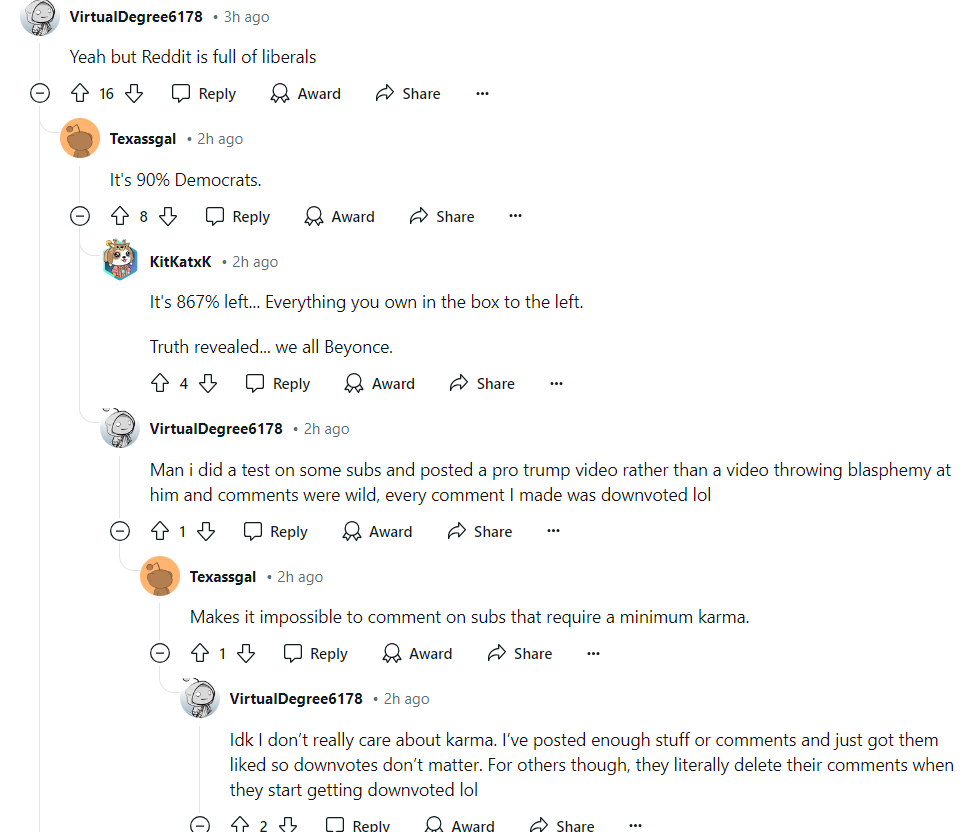 VirtualDegree6178 • 3h ago
Yeah but Reddit is full of liberals
16 Reply Award Share ...
Texassgal • 2h ago
It's 90% Democrats.
8 Reply Award Share ...
KitKatxK • 2h ago
It's 867% left... Everything you own in the box to the left.
Truth revealed... we all Beyonce.
4 Reply Award Share ...
VirtualDegree6178 • 2h ago
Man i did a test on some subs and posted a pro trump video rather than a video throwing blasphemy at
him and comments were wild, every comment I made was downvoted lol
1 Reply Award Share ...
Texassgal • 2h ago
Makes it impossible to comment on subs that require a minimum karma.
1 Reply Award Share ...
VirtualDegree6178 • 2h ago
Idk I don’t really care about karma. I’ve posted enough stuff or comments and just got them
liked so downvotes don’t matter. For others though, they literally delete their comments when
they start getting downvoted lol
2 Reply Award Share ...